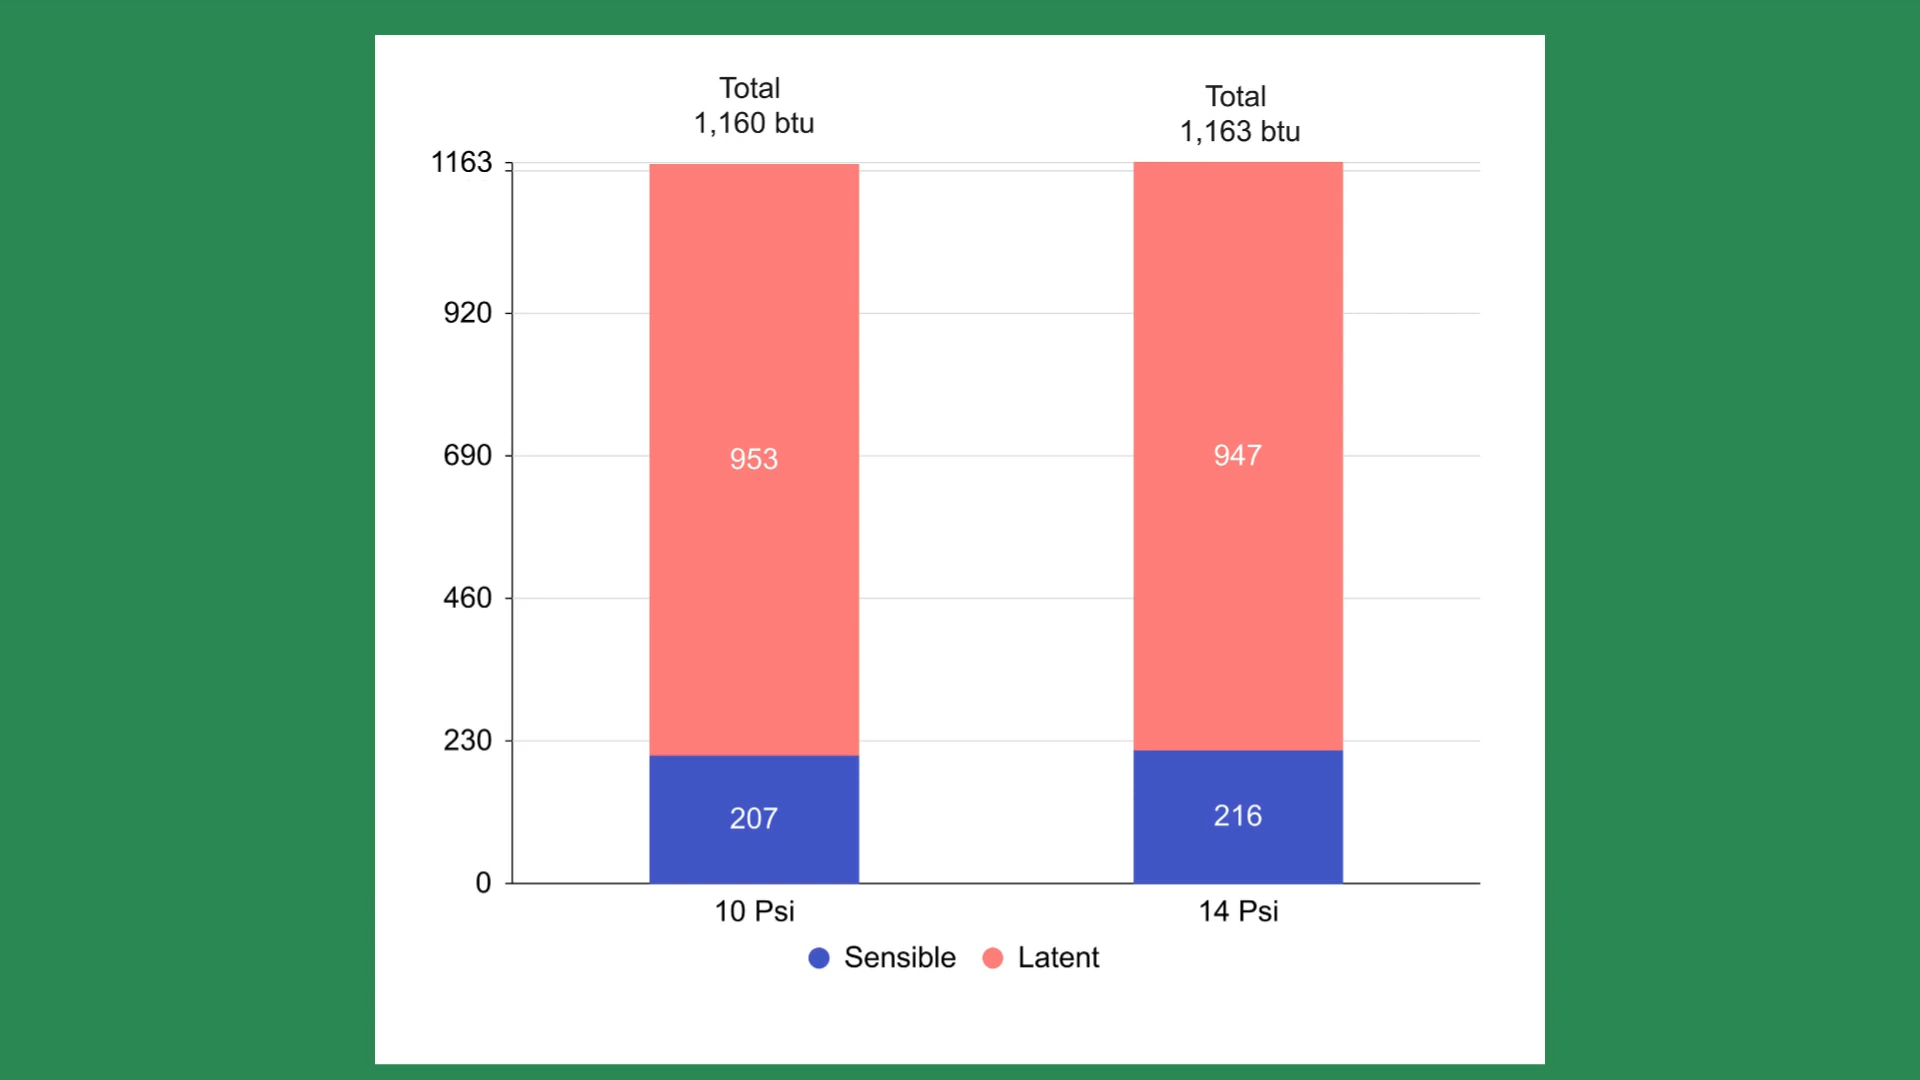 Total
1,160 btu
Total
1,163 btu
1163
920
690
460
230
0
953
947
207
216
10 Psi
14 Psi
Sensible
Latent